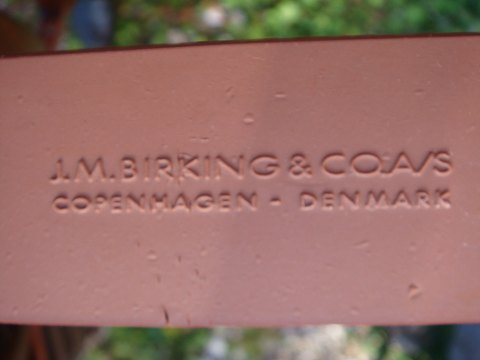 J.M.BIRKING & CO.A/S
COPENHAGEN - DENMARK